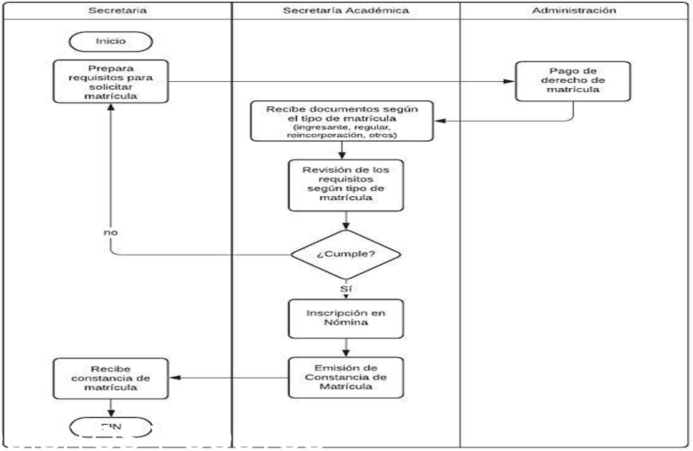 Secretaria
Secretaría Académica
Administración
Inicio
Prepara
requisitos para
solicitar
matrícula
Pago de
derecho de
matrícula
Recibe documentos según
el tipo de matrícula
(ingresante, regular,
reincorporación, otros)
Revisión de los
requisitos
según tipo de
matrícula
no
¿Cumple?
Sí
Inscripción en
Nómina
Recibe
constancia de
matrícula
Emisión de
Constancia de
Matrícula
FIN